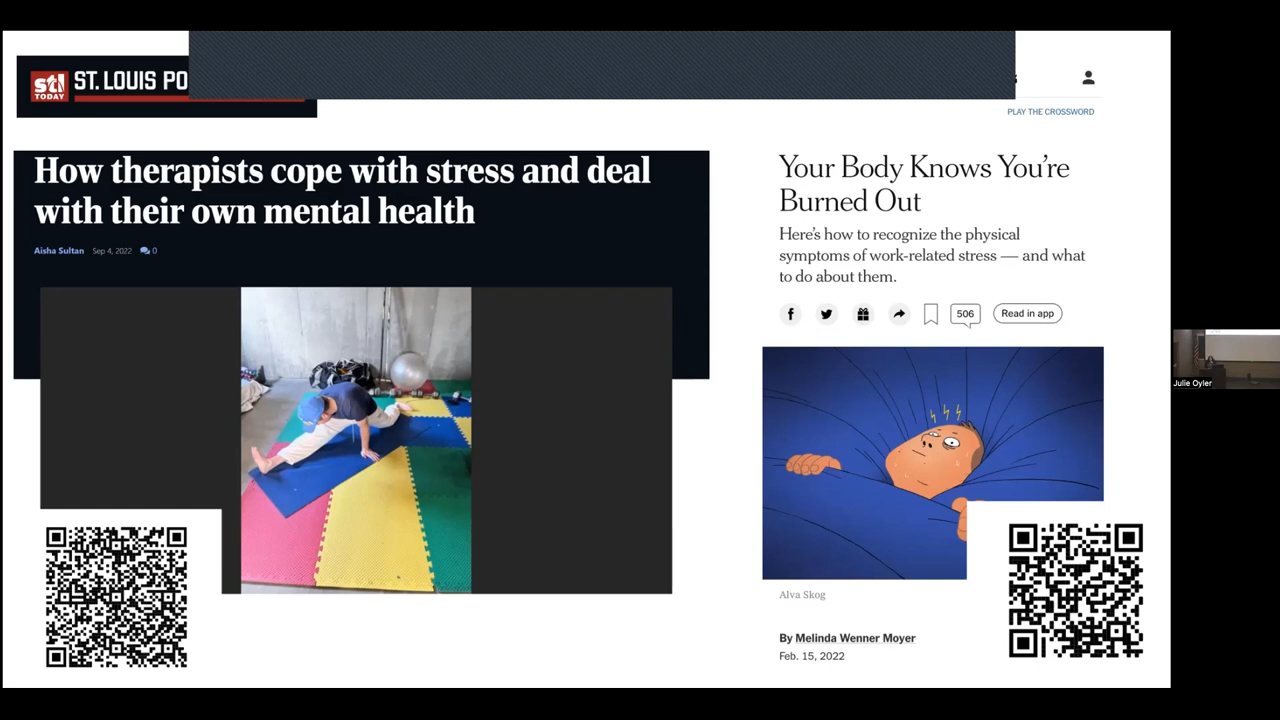 stl
TODAY
ST. LOUIS PO
How therapists cope with stress and deal
with their own mental health
Aisha Sultan Sep 4, 2022 0
PLAY THE CROSSWORD
Your Body Knows You're
Burned Out
Here's how to recognize the physical
symptoms of work-related stress — and what
to do about them.
506 Read in app
Alva Skog
By Melinda Wenner Moyer
Feb. 15, 2022
Julie Oyler